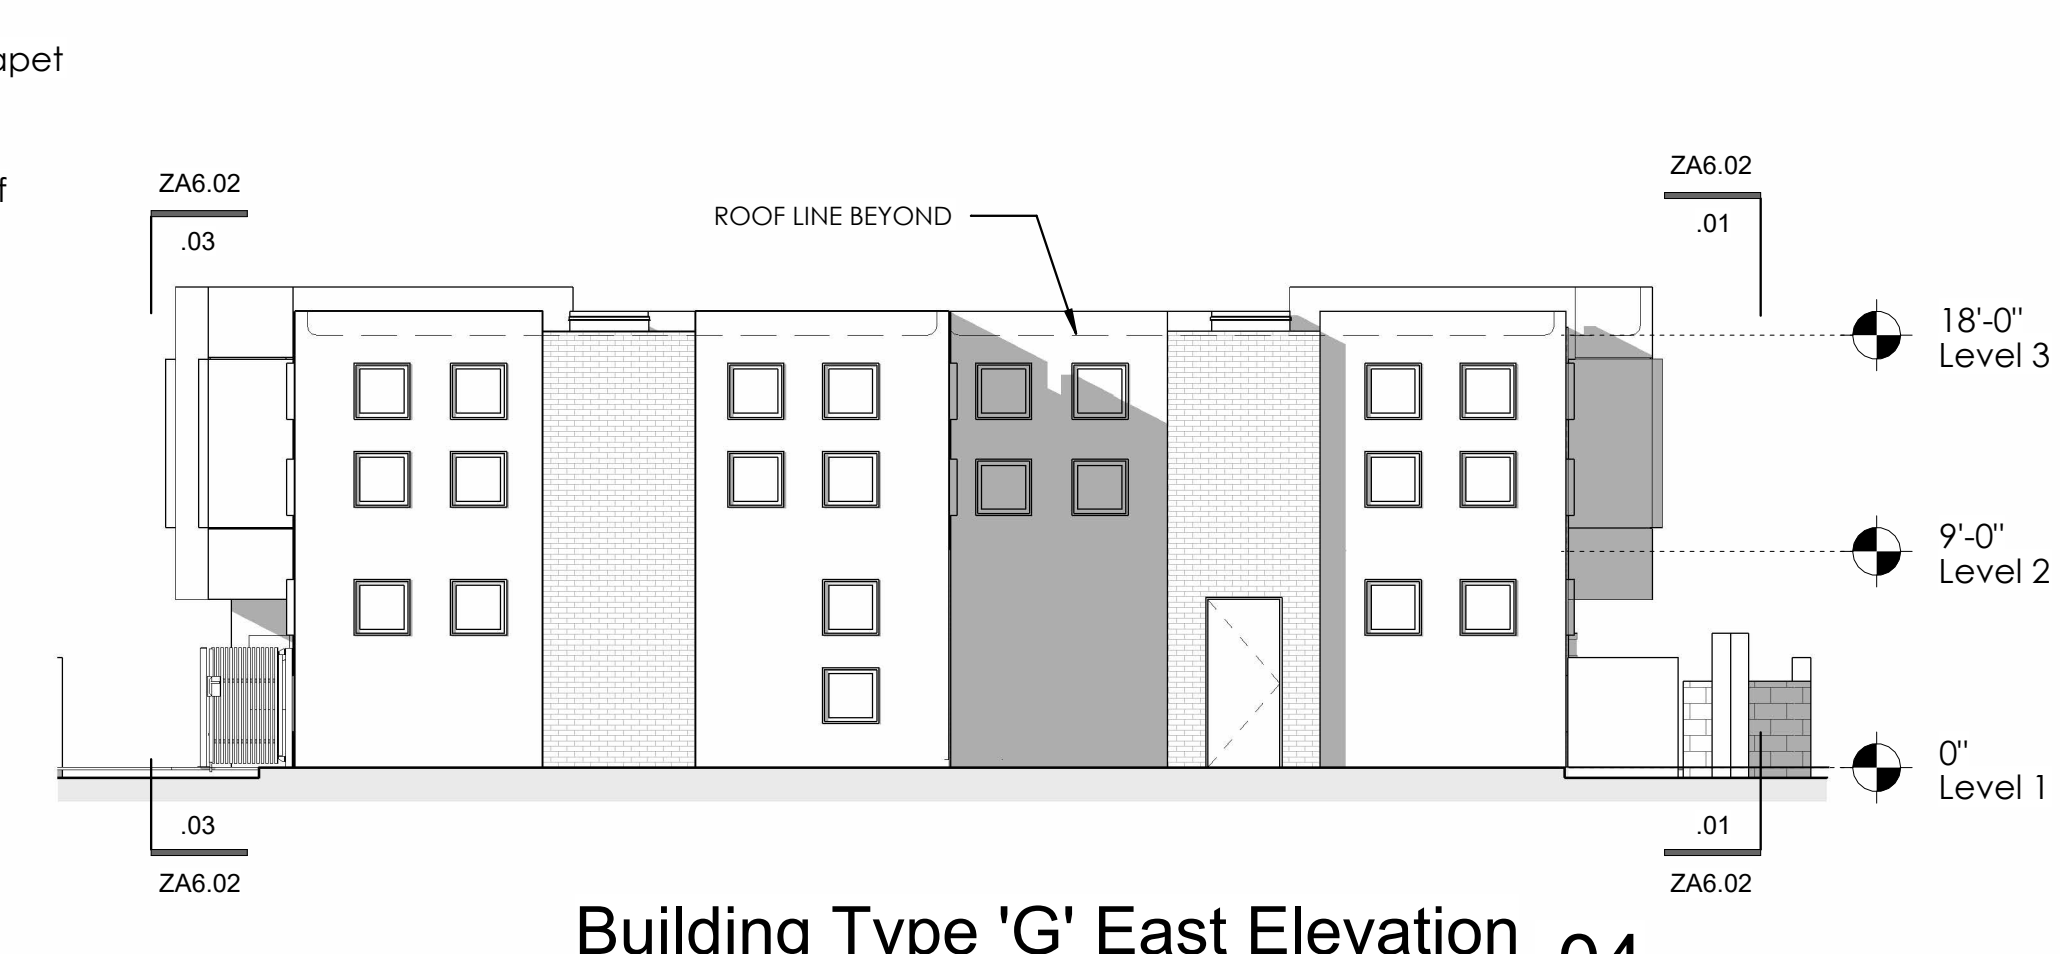 ZA6.02
.03
ROOF LINE BEYOND
ZA6.02
.01
18'-0"
Level 3
9'-0"
Level 2
0"
Level 1
.03
ZA6.02
.01
ZA6.02
Building Type 'G' East Elevation